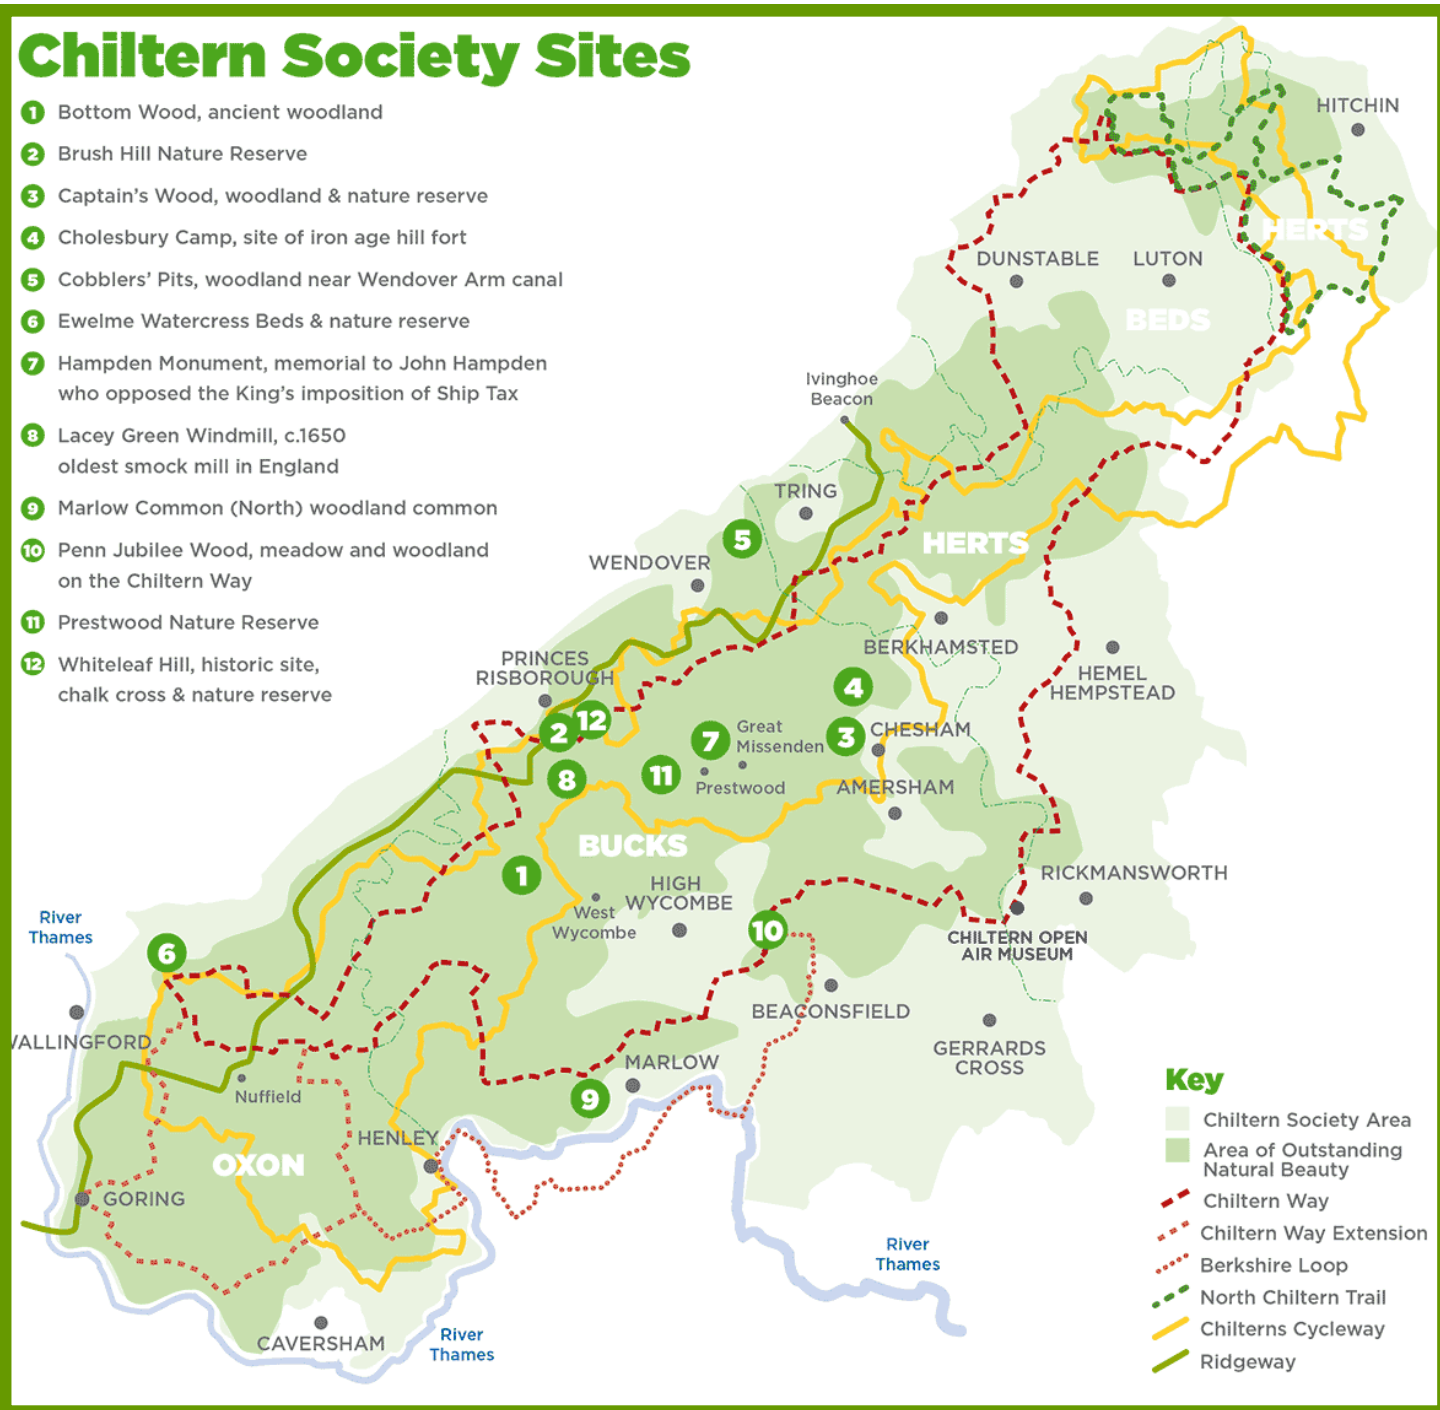 Chiltern Society Sites
1 Bottom Wood, ancient woodland
2 Brush Hill Nature Reserve
3 Captain's Wood, woodland & nature reserve
4 Cholesbury Camp, site of iron age hill fort
5 Cobblers' Pits, woodland near Wendover Arm canal
6 Ewelme Watercress Beds & nature reserve
7 Hampden Monument, memorial to John Hampden
who opposed the King's imposition of Ship Tax
8 Lacey Green Windmill, c.1650
oldest smock mill in England
9 Marlow Common (North) woodland common
10 Penn Jubilee Wood, meadow and woodland
on the Chiltern Way
11 Prestwood Nature Reserve
12 Whiteleaf Hill, historic site,
chalk cross & nature reserve
HITCHIN
HERTS
DUNSTABLE
LUTON
BEDS
Ivinghoe
Beacon
TRING
HERTS
5
WENDOVER
BERKHAMSTED
HEMEL
HEMPSTEAD
PRINCES
RISBOROUGH
4
12
2
7
Great
Missenden
3
CHESHAM
8
11
Prestwood
AMERSHAM
BUCKS
1
HIGH
WYCOMBE
West
Wycombe
RICKMANSWORTH
10
CHILTERN OPEN
AIR MUSEUM
River
Thames
6
BEACONSFIELD
WALLINGFORD
GERRARDS
CROSS
MARLOW
Nuffield
9
HENLEY
OXON
GORING
River
Thames
CAVERSHAM
River
Thames
Key
Chiltern Society Area
Area of Outstanding
Natural Beauty
Chiltern Way
Chiltern Way Extension
Berkshire Loop
North Chiltern Trail
Chilterns Cycleway
Ridgeway